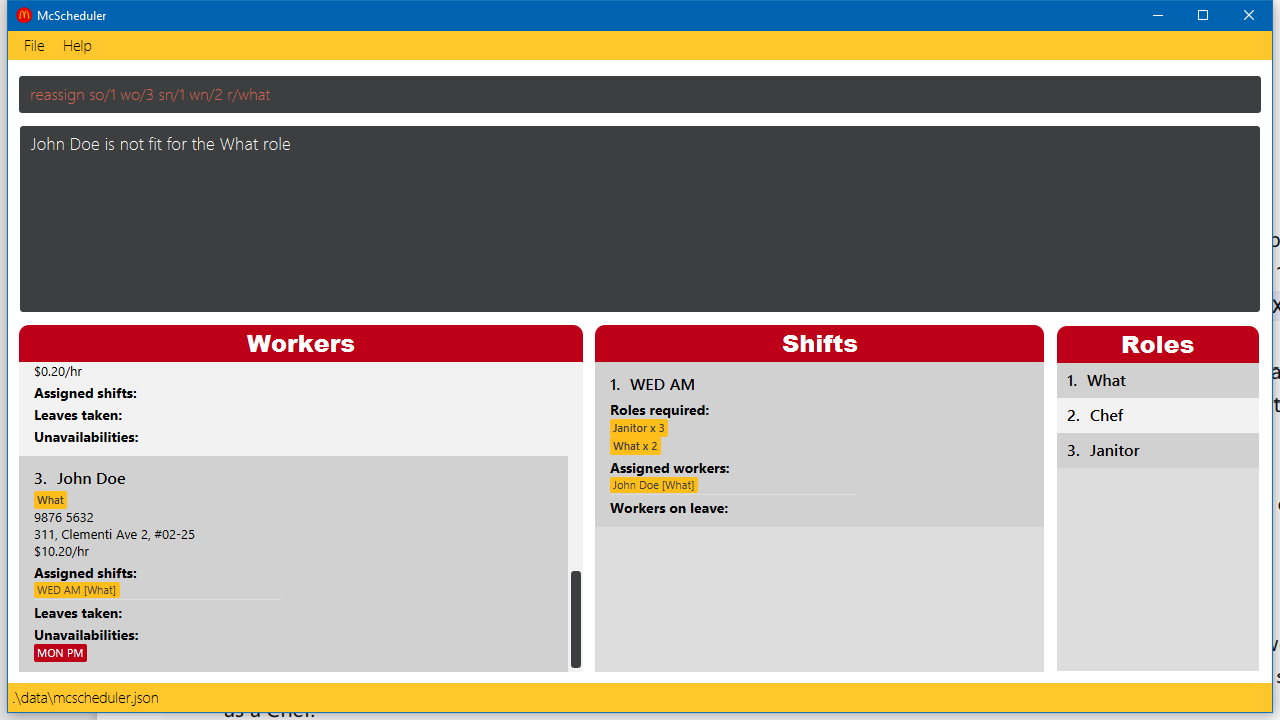 McScheduler
File Help
reassign so/1 wo/3 sn/1 wn/2 r/what
John Doe is not fit for the What role
Workers
$0.20/hr
Assigned shifts:
Leaves taken:
Unavailabilities:
3. John Doe
What
9876 5632
311, Clementi Ave 2, #02-25
$10.20/hr
Assigned shifts:
WED AM [What]
Leaves taken:
Unavailabilities:
MON PM
Shifts
1. WED AM
Roles required:
Janitor x 3
What x 2
Assigned workers:
John Doe [What]
Workers on leave:
Roles
1. What
2. Chef
3. Janitor
.\data\mcscheduler.json
as a Chef.